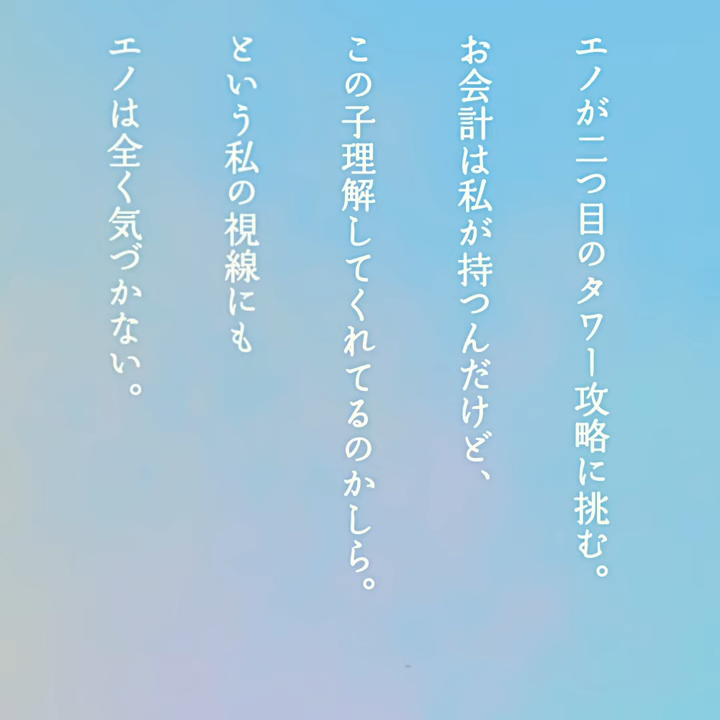 エノが二つ目のタワー攻略に挑む。
お会計は私が持つんだけど、
この子理解してくれてるのかしら。
という私の視線にも
エノは全く気づかない。